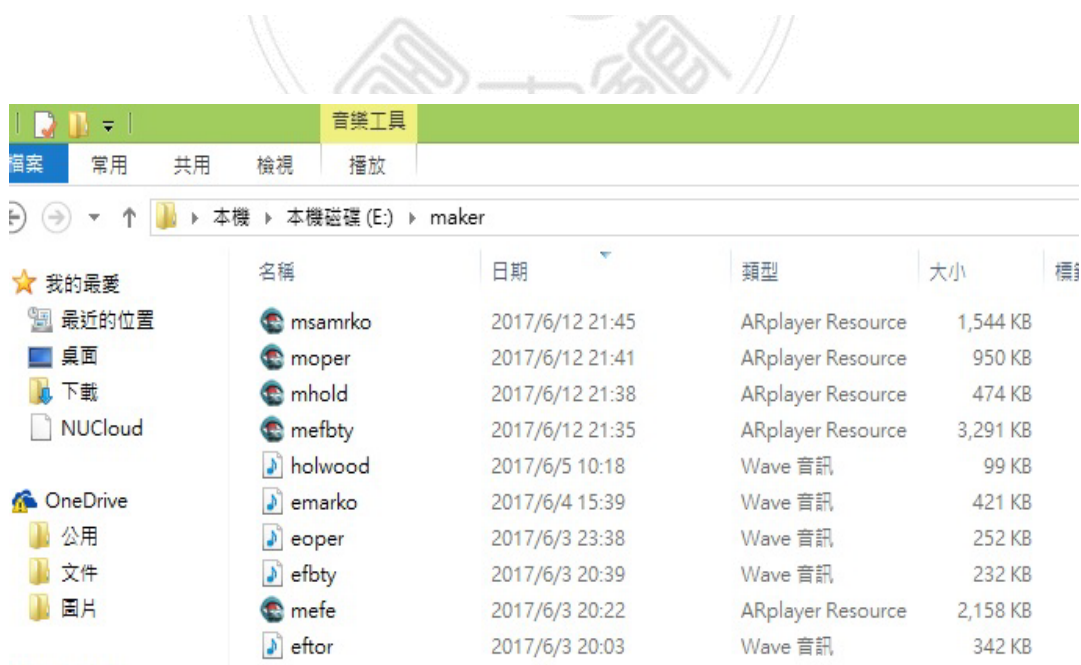 音樂工具
檔案 常用 共用 檢視 播放
本機 本機磁碟 (E:) maker
名稱 日期 類型 大小 標籤
我的最愛
最近的位置
桌面
下載
NUCloud
OneDrive
公用
文件
圖片
msamrko 2017/6/12 21:45 ARplayer Resource 1,544 KB
moper 2017/6/12 21:41 ARplayer Resource 950 KB
mhold 2017/6/12 21:38 ARplayer Resource 474 KB
mefbty 2017/6/12 21:35 ARplayer Resource 3,291 KB
holwood 2017/6/5 10:18 Wave 音訊 99 KB
emarko 2017/6/4 15:39 Wave 音訊 421 KB
eoper 2017/6/3 23:38 Wave 音訊 252 KB
efbty 2017/6/3 20:39 Wave 音訊 232 KB
mefe 2017/6/3 20:22 ARplayer Resource 2,158 KB
eftor 2017/6/3 20:03 Wave 音訊 342 KB